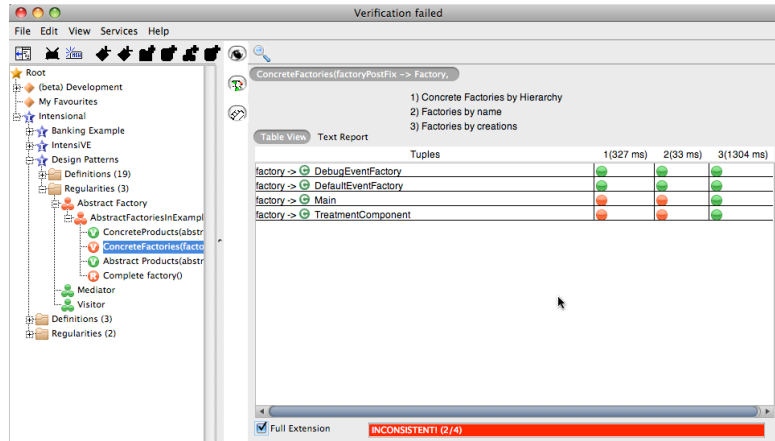 Verification failed
File Edit View Services Help
Root
(beta) Development
My Favourites
Intensional
Banking Example
IntensiVE
Design Patterns
Definitions (19)
Regularities (3)
Abstract Factory
AbstractFactoriesInExampl
V ConcreteProducts(abstr
V ConcreteFactories(facto
V Abstract Products(abstr
R Complete factory()
Mediator
Visitor
Definitions (3)
Regularities (2)
ConcreteFactories(factoryPostFix -> Factory,
1) Concrete Factories by Hierarchy
2) Factories by name
3) Factories by creations
Table View Text Report
Tuples 1(327 ms) 2(33 ms) 3(1304 ms)
factory -> C DebugEventFactory
factory -> C DefaultEventFactory
factory -> C Main
factory -> C TreatmentComponent
Full Extension INCONSISTENT! (2/4)